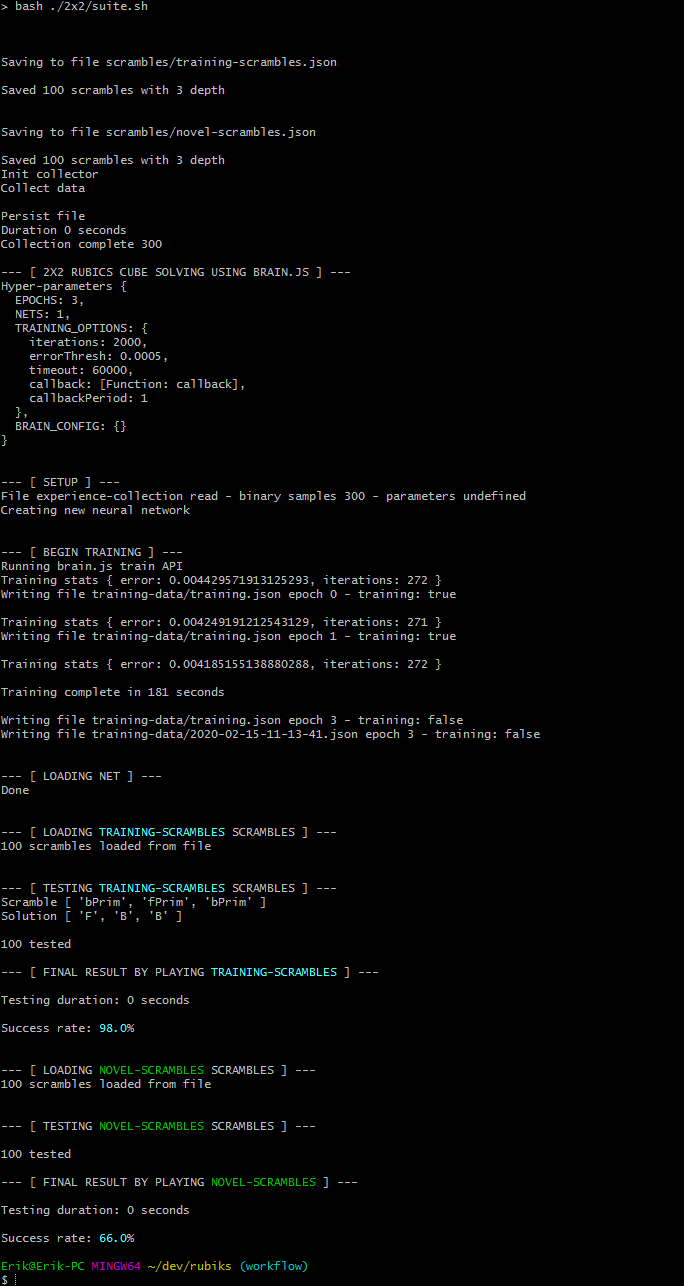 > bash ./2x2/suite.sh
Saving to file scrambles/training-scrambles.json
Saved 100 scrambles with 3 depth
Saving to file scrambles/novel-scrambles.json
Saved 100 scrambles with 3 depth
Init collector
Collect data
Persist file
Duration 0 seconds
Collection complete 300
--- [ 2X2 RUBICS CUBE SOLVING USING BRAIN.JS ] ---
Hyper-parameters {
  EPOCHS: 3,
  NETS: 1,
  TRAINING_OPTIONS: {
    iterations: 2000,
    errorThresh: 0.0005,
    timeout: 60000,
    callback: [Function: callback],
    callbackPeriod: 1
  },
  BRAIN_CONFIG: {}
}
--- [ SETUP ] ---
File experience-collection read - binary samples 300 - parameters undefined
Creating new neural network
--- [ BEGIN TRAINING ] ---
Running brain.js train API
Training stats { error: 0.004429571913125293, iterations: 272 }
Writing file training-data/training.json epoch 0 - training: true
Training stats { error: 0.004249191212543129, iterations: 271 }
Writing file training-data/training.json epoch 1 - training: true
Training stats { error: 0.004185155138880288, iterations: 272 }
Training complete in 181 seconds
Writing file training-data/training.json epoch 3 - training: false
Writing file training-data/2020-02-15-11-13-41.json epoch 3 - training: false
--- [ LOADING NET ] ---
Done
--- [ LOADING TRAINING-SCRAMBLES SCRAMBLES ] ---
100 scrambles loaded from file
--- [ TESTING TRAINING-SCRAMBLES SCRAMBLES ] ---
Scramble [ 'bPrim', 'fPrim', 'bPrim' ]
Solution [ 'F', 'B', 'B' ]
100 tested
--- [ FINAL RESULT BY PLAYING TRAINING-SCRAMBLES ] ---
Testing duration: 0 seconds
Success rate: 98.0%
--- [ LOADING NOVEL-SCRAMBLES SCRAMBLES ] ---
100 scrambles loaded from file
--- [ TESTING NOVEL-SCRAMBLES SCRAMBLES ] ---
100 tested
--- [ FINAL RESULT BY PLAYING NOVEL-SCRAMBLES ] ---
Testing duration: 0 seconds
Success rate: 66.0%
Erik@Erik-PC MINGW64 ~/dev/rubiks (workflow)
$